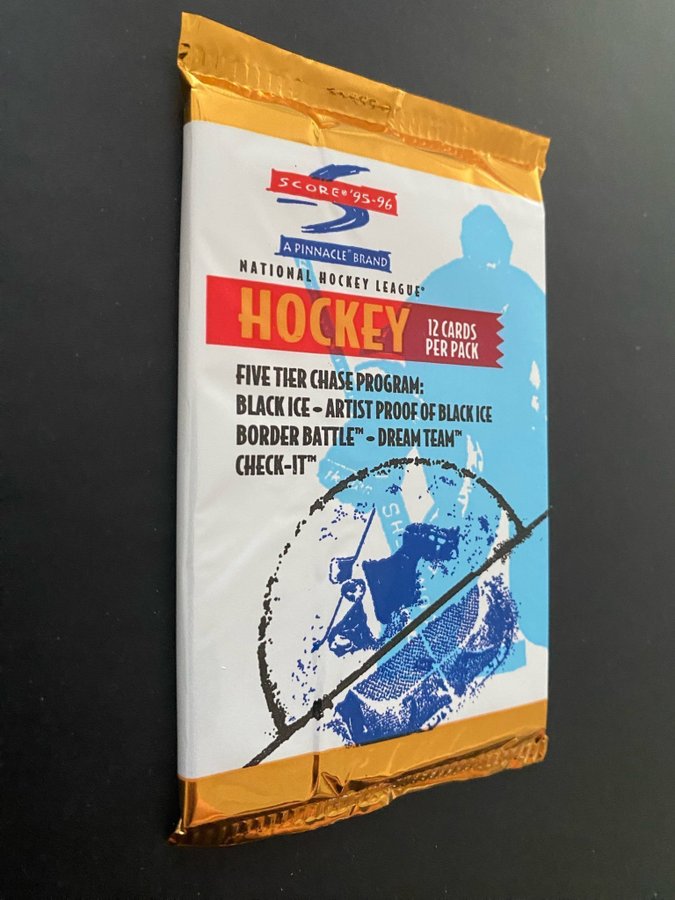 SCORE® '95-96
A PINNACLE™ BRAND
NATIONAL HOCKEY LEAGUE®
HOCKEY
12 CARDS
PER PACK
FIVE TIER CHASE PROGRAM:
BLACK ICE • ARTIST PROOF OF BLACK ICE
BORDER BATTLE™ • DREAM TEAM™
CHECK-IT™